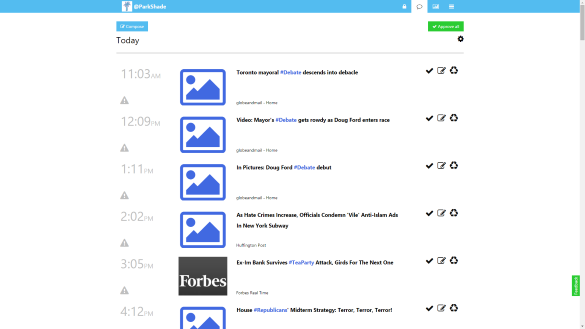 @ParkShade
Compose
Approve all
Today
11:03AM
Toronto mayoral #Debate descends into debacle
globeandmail - Home
12:09PM
Video: Mayor's #Debate gets rowdy as Doug Ford enters race
globeandmail - Home
1:11PM
In Pictures: Doug Ford #Debate debut
globeandmail - Home
2:02PM
As Hate Crimes Increase, Officials Condemn 'Vile' Anti-Islam Ads
In New York Subway
Huffington Post
3:05PM
Forbes
Ex-Im Bank Survives #TeaParty Attack, Girds For The Next One
Forbes Real Time
4:12PM
House #Republicans' Midterm Strategy: Terror, Terror, Terror!